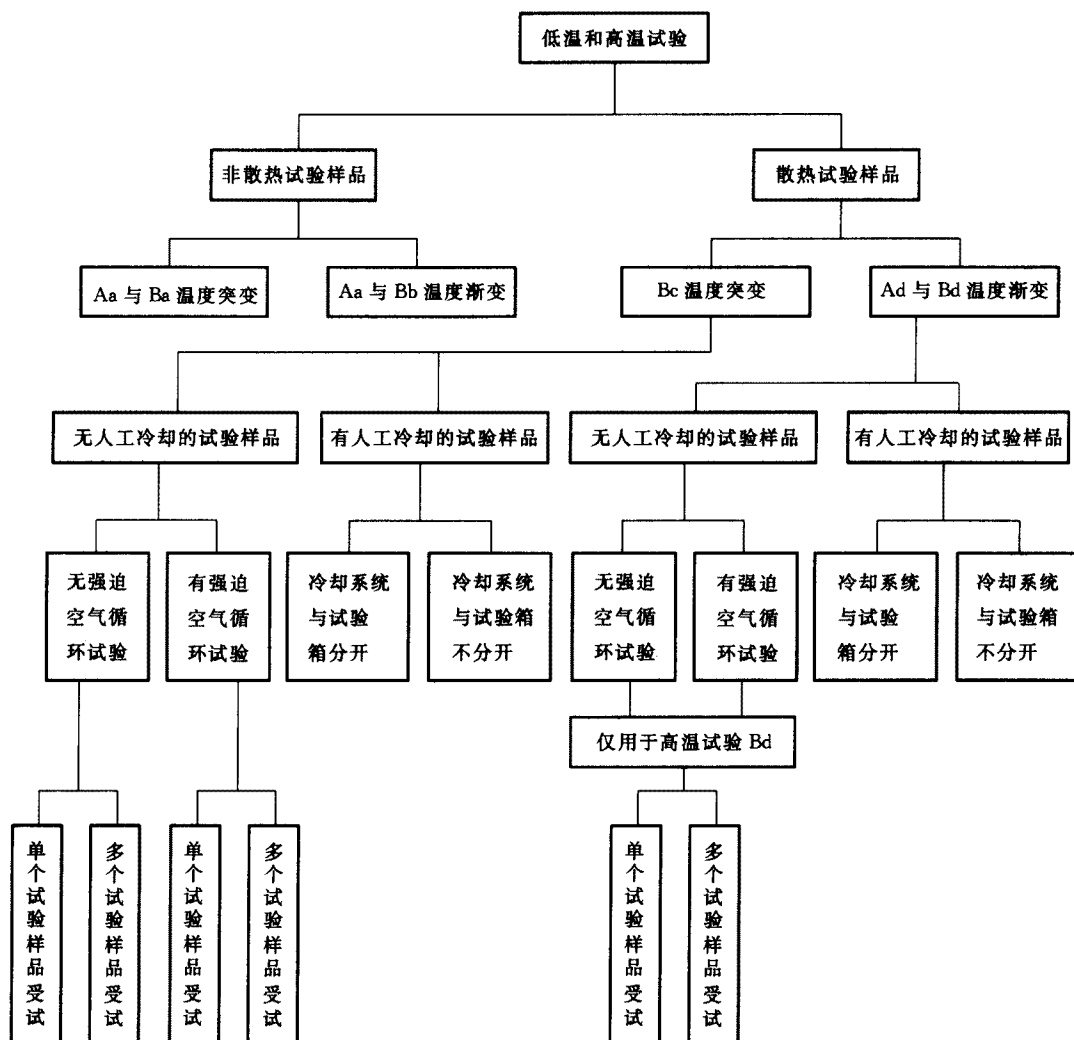 低温和高温试验
非散热试验样品
散热试验样品
Aa 与 Ba 温度突变
Aa 与 Bb 温度渐变
Bc 温度突变
Ad 与 Bd 温度渐变
无人工冷却的试验样品
有人工冷却的试验样品
无人工冷却的试验样品
有人工冷却的试验样品
无强迫
空气循
环试验
有强迫
空气循
环试验
冷却系统
与试验
箱分开
冷却系统
与试验箱
不分开
无强迫
空气循
环试验
有强迫
空气循
环试验
冷却系统
与试验
箱分开
冷却系统
与试验箱
不分开
仅用于高温试验 Bd
单个试验样品受试
多个试验样品受试
单个试验样品受试
多个试验样品受试
单个试验样品受试
多个试验样品受试